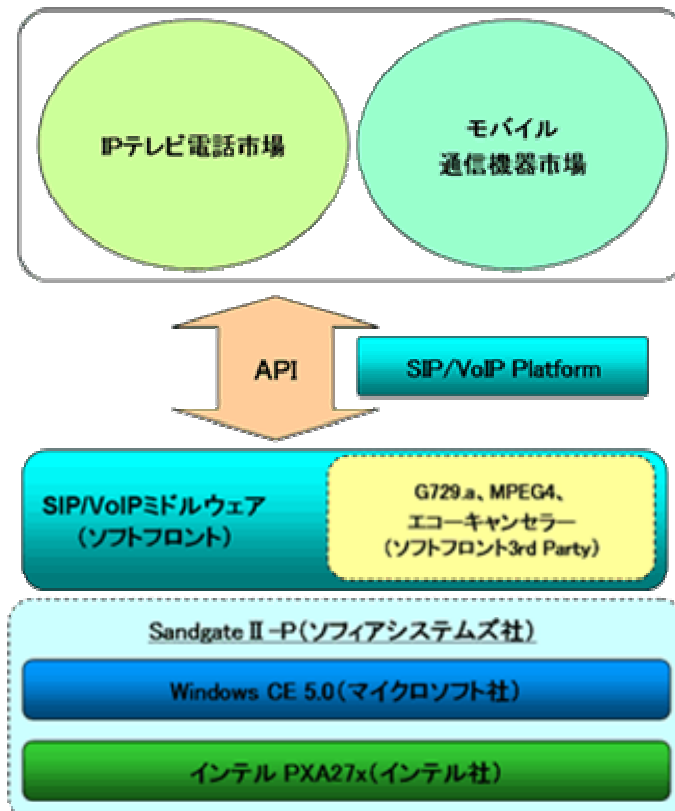 IPテレビ電話市場
モバイル
通信機器市場
API
SIP/VoIP Platform
SIP/VoIPミドルウェア
(ソフトフロント)
G729.a、MPEG4、
エコーキャンセラー
(ソフトフロント3rd Party)
Sandgate II -P(ソフィアシステムズ社)
Windows CE 5.0(マイクロソフト社)
インテル PXA27x(インテル社)